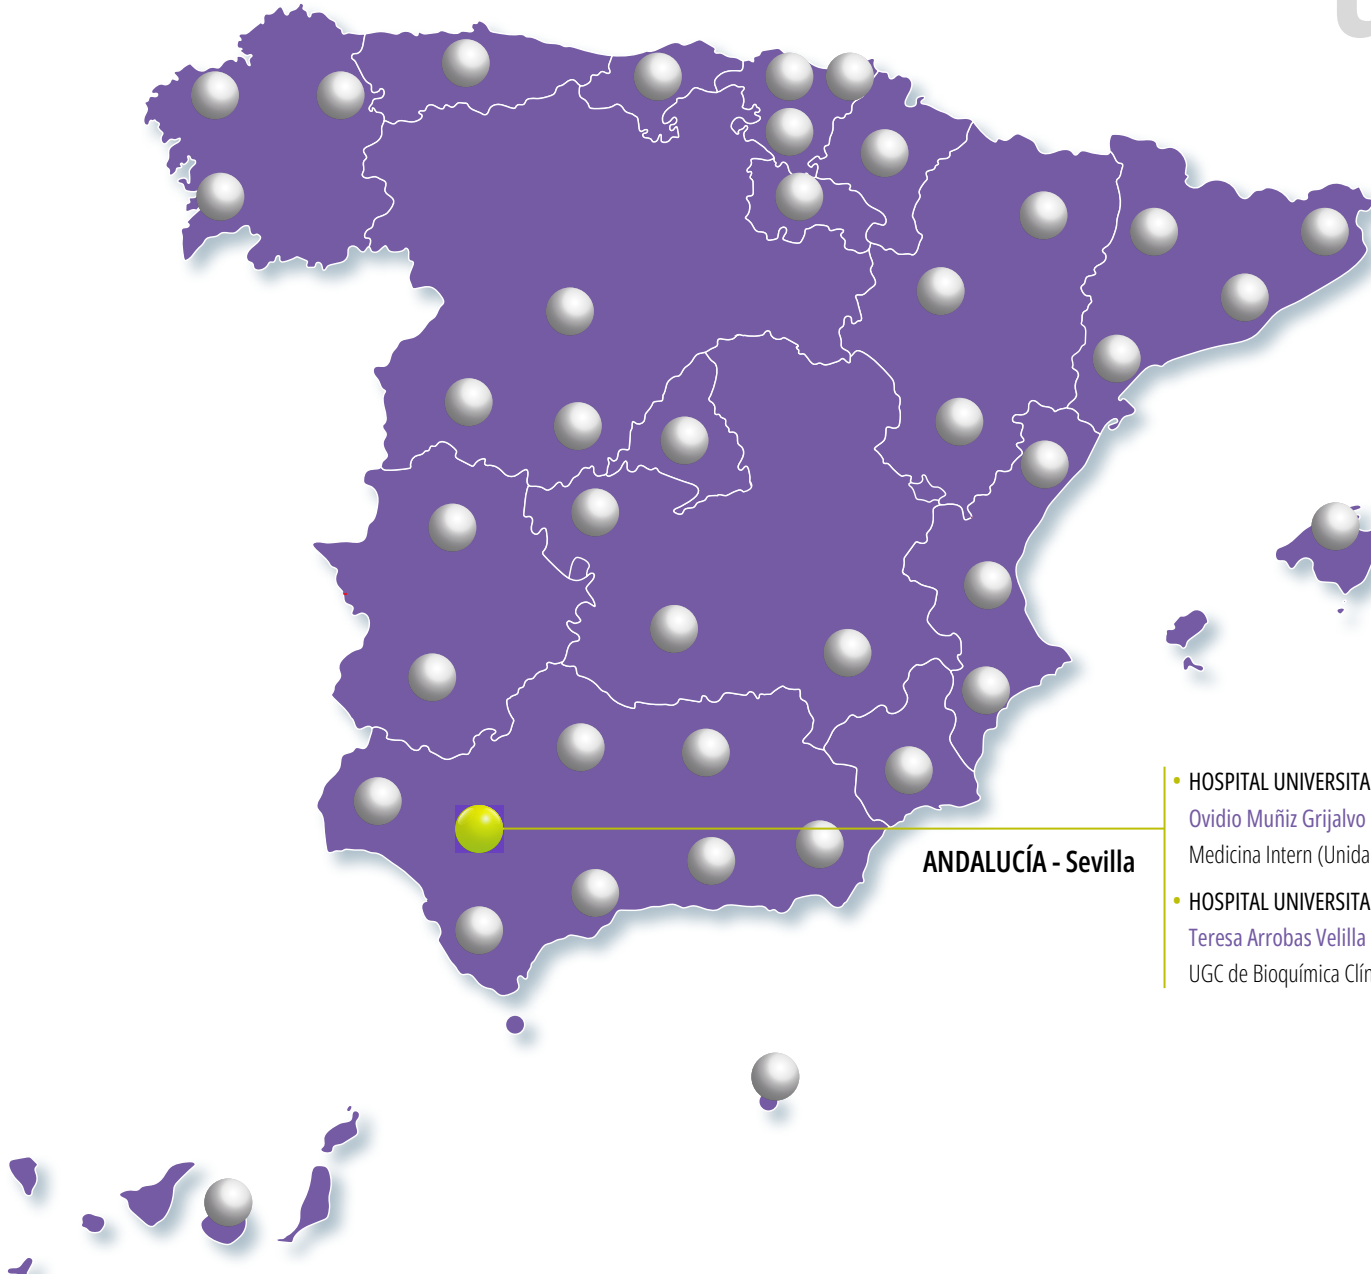 HOSPITAL UNIVERSITA
Ovidio Muñiz Grijalvo
Medicina Intern (Unida
ANDALUCÍA - Sevilla
HOSPITAL UNIVERSITA
Teresa Arrobas Velilla
UGC de Bioquímica Clín